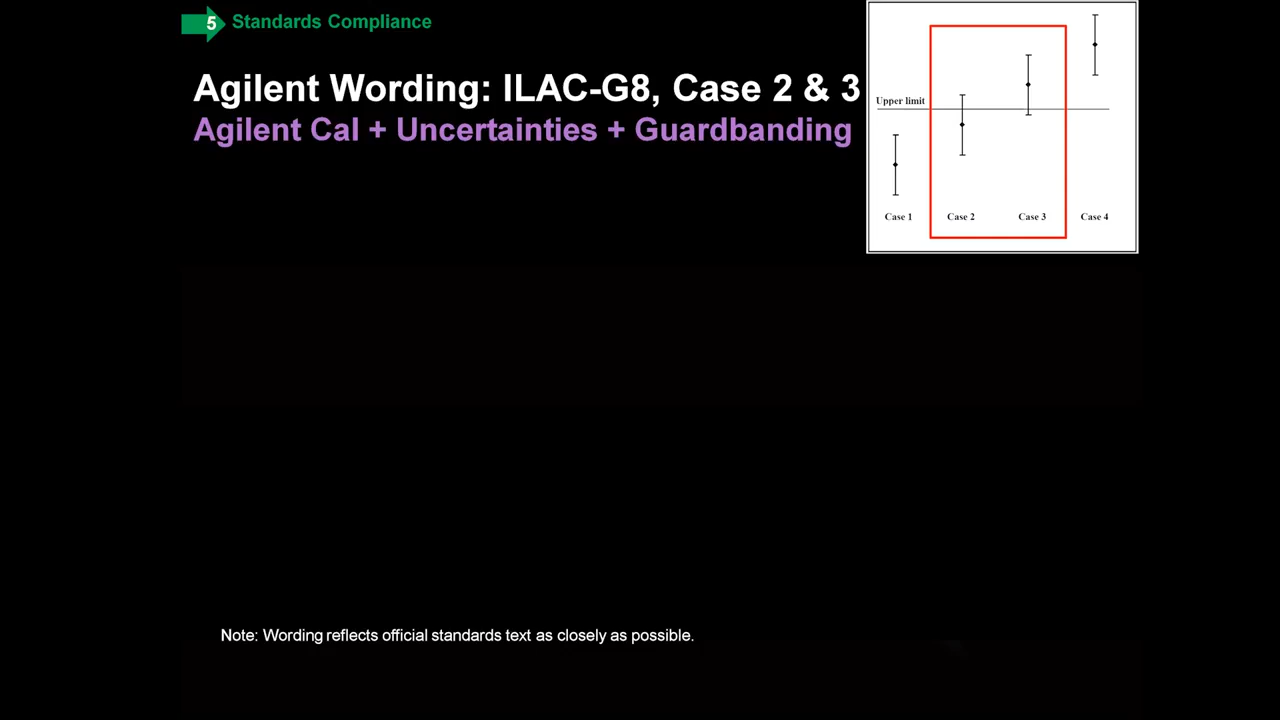 5 Standards Compliance
Agilent Wording: ILAC-G8, Case 2 & 3
Agilent Cal + Uncertainties + Guardbanding
Upper limit
Case 1 Case 2 Case 3 Case 4
Note: Wording reflects official standards text as closely as possible.